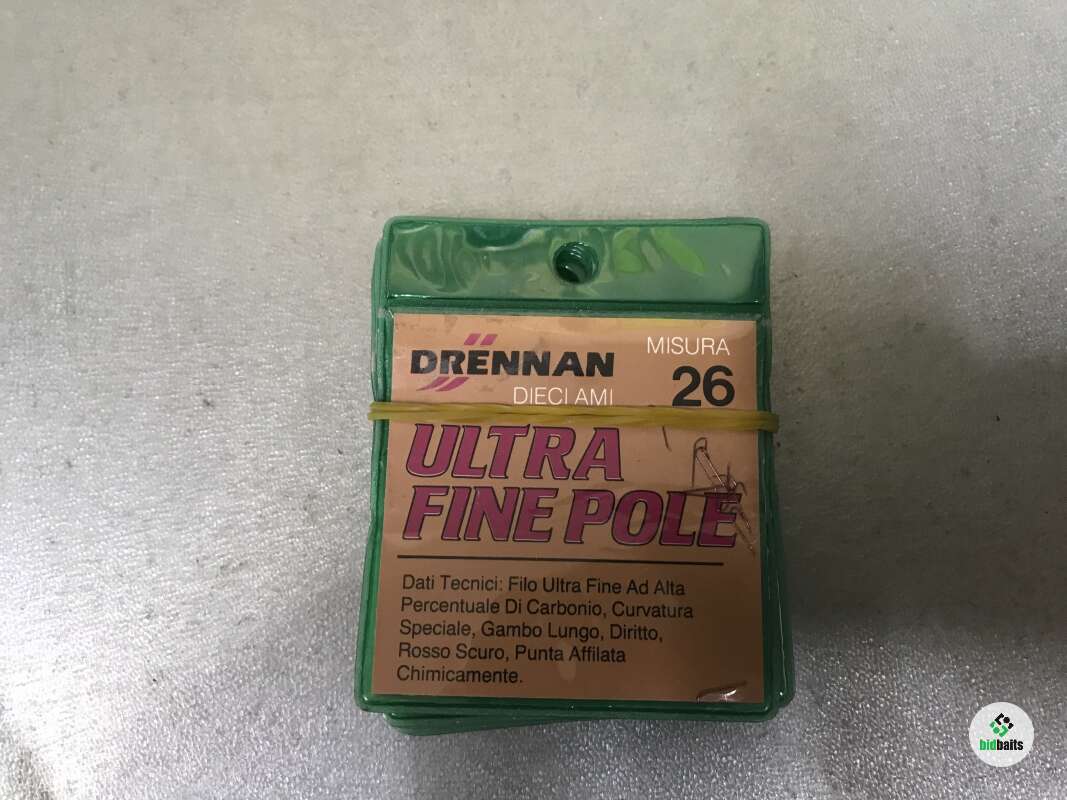 DRENNAN
MISURA
DIECI AMI
26
ULTRA
FINE POLE
Dati Tecnici: Filo Ultra Fine Ad Alta
Percentuale Di Carbonio, Curvatura
Speciale, Gambo Lungo, Diritto,
Rosso Scuro, Punta Affilata
Chimicamente.
bidbaits